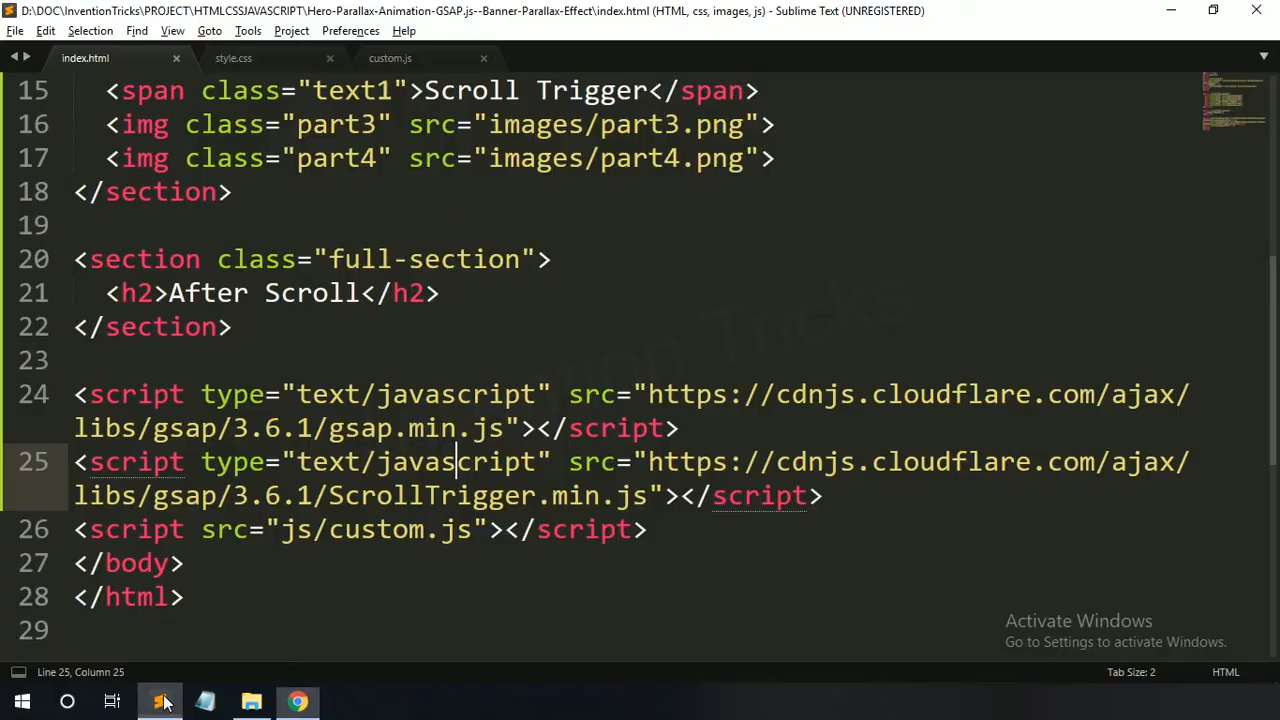 D:\DOC\InventionTricks\PROJECT\HTMLCSSJAVASCRIPT\Hero-Parallax-Animation-GSAP.js--Banner-Parallax-Effect\index.html (HTML, css, images, js) - Sublime Text (UNREGISTERED)
File Edit Selection Find View Goto Tools Project Preferences Help
index.html style.css custom.js
15 <span class="text1">Scroll Trigger</span>
16 <img class="part3" src="images/part3.png">
17 <img class="part4" src="images/part4.png">
18 </section>
19
20 <section class="full-section">
21 <h2>After Scroll</h2>
22 </section>
23
24 <script type="text/javascript" src="https://cdnjs.cloudflare.com/ajax/
libs/gsap/3.6.1/gsap.min.js"></script>
25 <script type="text/javascript" src="https://cdnjs.cloudflare.com/ajax/
libs/gsap/3.6.1/ScrollTrigger.min.js"></script>
26 <script src="js/custom.js"></script>
27 </body>
28 </html>
29
Activate Windows
Go to Settings to activate Windows.
Line 25, Column 25 Tab Size: 2 HTML